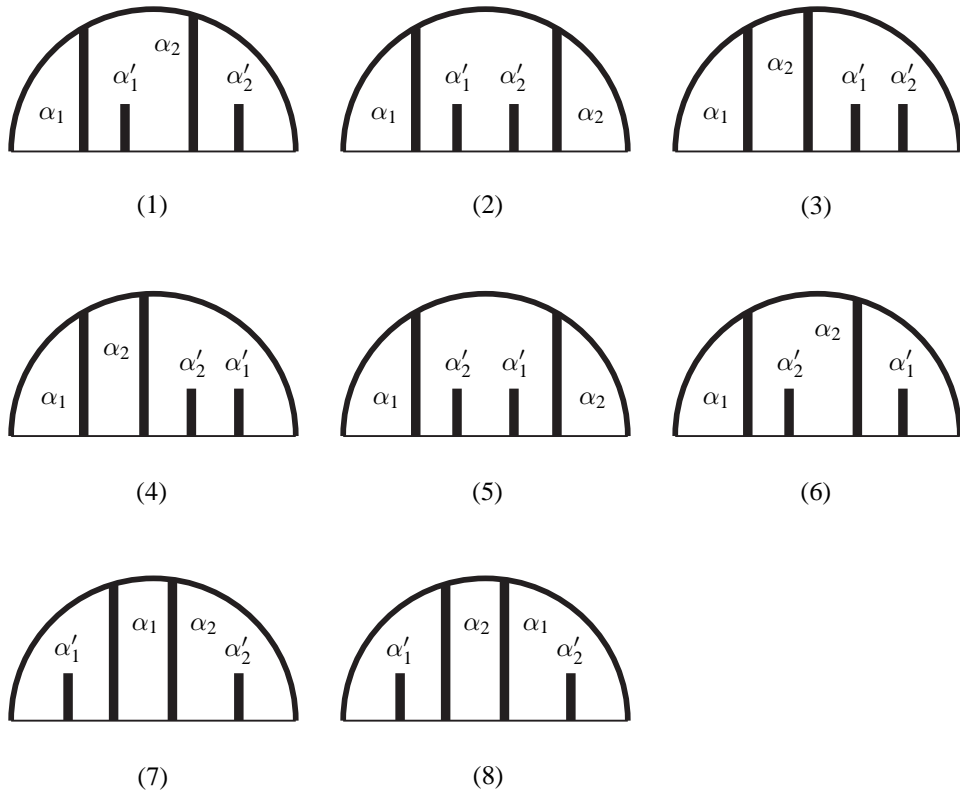 α₁ α′₁ α₂ α′₂
(1)
α₁ α′₁ α′₂ α₂
(2)
α₁ α₂ α′₁ α′₂
(3)
α₁ α₂ α′₂ α′₁
(4)
α₁ α′₂ α′₁ α₂
(5)
α₁ α′₂ α₂ α′₁
(6)
α′₁ α₁ α₂ α′₂
(7)
α′₁ α₂ α₁ α′₂
(8)